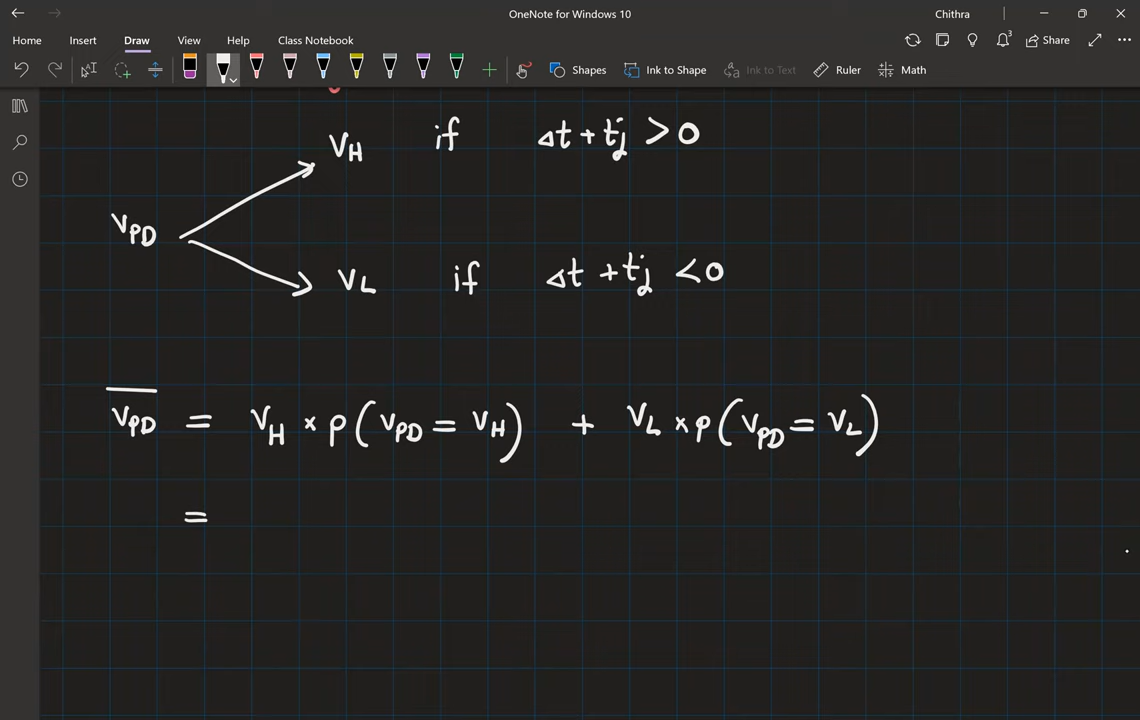 OneNote for Windows 10
Chithra
Home Insert Draw View Help Class Notebook
Share
Shapes Ink to Shape Ink to Text Ruler Math
V_H if Δt + t_j > 0
V_PD
V_L if Δt + t_j < 0
V̅_PD = V_H × p(V_PD = V_H) + V_L × p(V_PD = V_L)
=